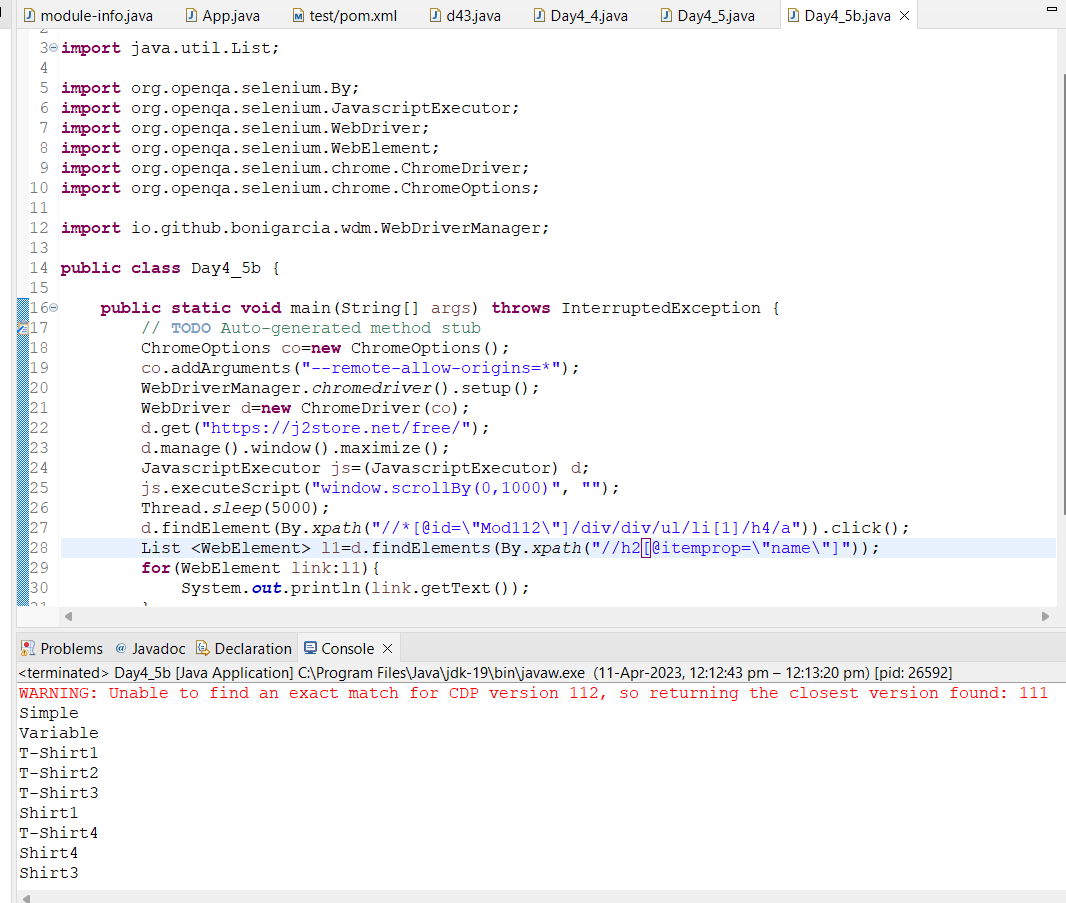 module-info.java App.java test/pom.xml d43.java Day4_4.java Day4_5.java Day4_5b.java
3 import java.util.List;
4
5 import org.openqa.selenium.By;
6 import org.openqa.selenium.JavascriptExecutor;
7 import org.openqa.selenium.WebDriver;
8 import org.openqa.selenium.WebElement;
9 import org.openqa.selenium.chrome.ChromeDriver;
10 import org.openqa.selenium.chrome.ChromeOptions;
11
12 import io.github.bonigarcia.wdm.WebDriverManager;
13
14 public class Day4_5b {
15
16 public static void main(String[] args) throws InterruptedException {
17 // TODO Auto-generated method stub
18 ChromeOptions co=new ChromeOptions();
19 co.addArguments("--remote-allow-origins=*");
20 WebDriverManager.chromedriver().setup();
21 WebDriver d=new ChromeDriver(co);
22 d.get("https://j2store.net/free/");
23 d.manage().window().maximize();
24 JavascriptExecutor js=(JavascriptExecutor) d;
25 js.executeScript("window.scrollBy(0,1000)", "");
26 Thread.sleep(5000);
27 d.findElement(By.xpath("//*[@id=\"Mod112\"]/div/div/ul/li[1]/h4/a")).click();
28 List <WebElement> l1=d.findElements(By.xpath("//h2[@itemprop=\"name\"]"));
29 for(WebElement link:l1){
30 System.out.println(link.getText());
Problems @ Javadoc Declaration Console
<terminated> Day4_5b [Java Application] C:\Program Files\Java\jdk-19\bin\javaw.exe (11-Apr-2023, 12:12:43 pm – 12:13:20 pm) [pid: 26592]
WARNING: Unable to find an exact match for CDP version 112, so returning the closest version found: 111
Simple
Variable
T-Shirt1
T-Shirt2
T-Shirt3
Shirt1
T-Shirt4
Shirt4
Shirt3